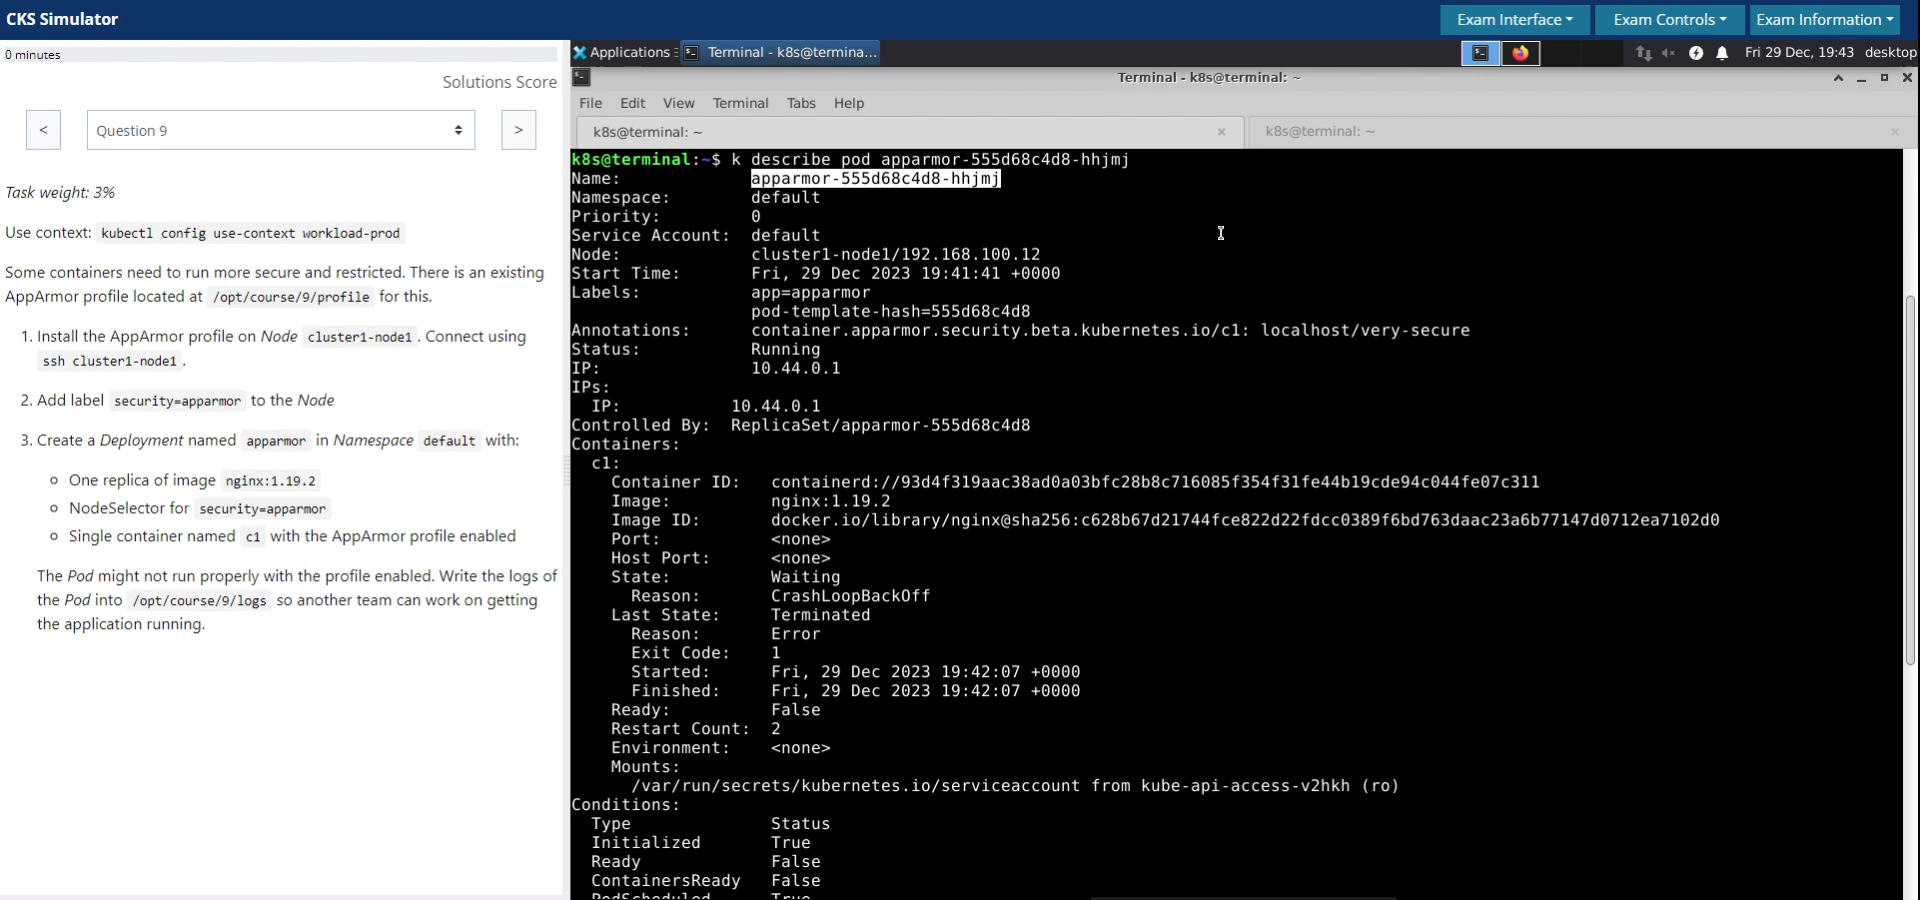 CKS Simulator
Exam Interface
Exam Controls
Exam Information
0 minutes
Solutions Score
<
Question 9
>
Task weight: 3%
Use context: kubectl config use-context workload-prod
Some containers need to run more secure and restricted. There is an existing
AppArmor profile located at /opt/course/9/profile for this.
1. Install the AppArmor profile on Node cluster1-node1 . Connect using
ssh cluster1-node1 .
2. Add label security=apparmor to the Node
3. Create a Deployment named apparmor in Namespace default with:
One replica of image nginx:1.19.2
NodeSelector for security=apparmor
Single container named c1 with the AppArmor profile enabled
The Pod might not run properly with the profile enabled. Write the logs of
the Pod into /opt/course/9/logs so another team can work on getting
the application running.
Applications
Terminal - k8s@termina...
Fri 29 Dec, 19:43 desktop
Terminal - k8s@terminal: ~
File Edit View Terminal Tabs Help
k8s@terminal: ~
k8s@terminal: ~
k8s@terminal:~$ k describe pod apparmor-555d68c4d8-hhjmj
Name: apparmor-555d68c4d8-hhjmj
Namespace: default
Priority: 0
Service Account: default
Node: cluster1-node1/192.168.100.12
Start Time: Fri, 29 Dec 2023 19:41:41 +0000
Labels: app=apparmor
pod-template-hash=555d68c4d8
Annotations: container.apparmor.security.beta.kubernetes.io/c1: localhost/very-secure
Status: Running
IP: 10.44.0.1
IPs:
IP: 10.44.0.1
Controlled By: ReplicaSet/apparmor-555d68c4d8
Containers:
c1:
Container ID: containerd://93d4f319aac38ad0a03bfc28b8c716085f354f31fe44b19cde94c044fe07c311
Image: nginx:1.19.2
Image ID: docker.io/library/nginx@sha256:c628b67d21744fce822d22fdcc0389f6bd763daac23a6b77147d0712ea7102d0
Port: <none>
Host Port: <none>
State: Waiting
Reason: CrashLoopBackOff
Last State: Terminated
Reason: Error
Exit Code: 1
Started: Fri, 29 Dec 2023 19:42:07 +0000
Finished: Fri, 29 Dec 2023 19:42:07 +0000
Ready: False
Restart Count: 2
Environment: <none>
Mounts:
/var/run/secrets/kubernetes.io/serviceaccount from kube-api-access-v2hkh (ro)
Conditions:
Type Status
Initialized True
Ready False
ContainersReady False
PodScheduled True